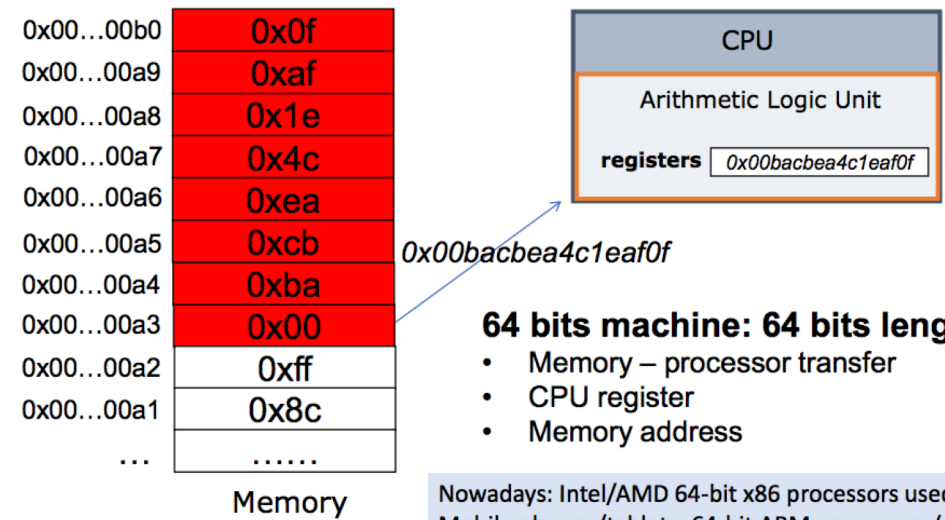 0x00...00b0 0x0f
0x00...00a9 0xaf
0x00...00a8 0x1e
0x00...00a7 0x4c
0x00...00a6 0xea
0x00...00a5 0xcb
0x00...00a4 0xba
0x00...00a3 0x00
0x00...00a2 0xff
0x00...00a1 0x8c
... ......
Memory
CPU
Arithmetic Logic Unit
registers 0x00bacbea4c1eaf0f
0x00bacbea4c1eaf0f
64 bits machine: 64 bits leng
• Memory – processor transfer
• CPU register
• Memory address
Nowadays: Intel/AMD 64-bit x86 processors used